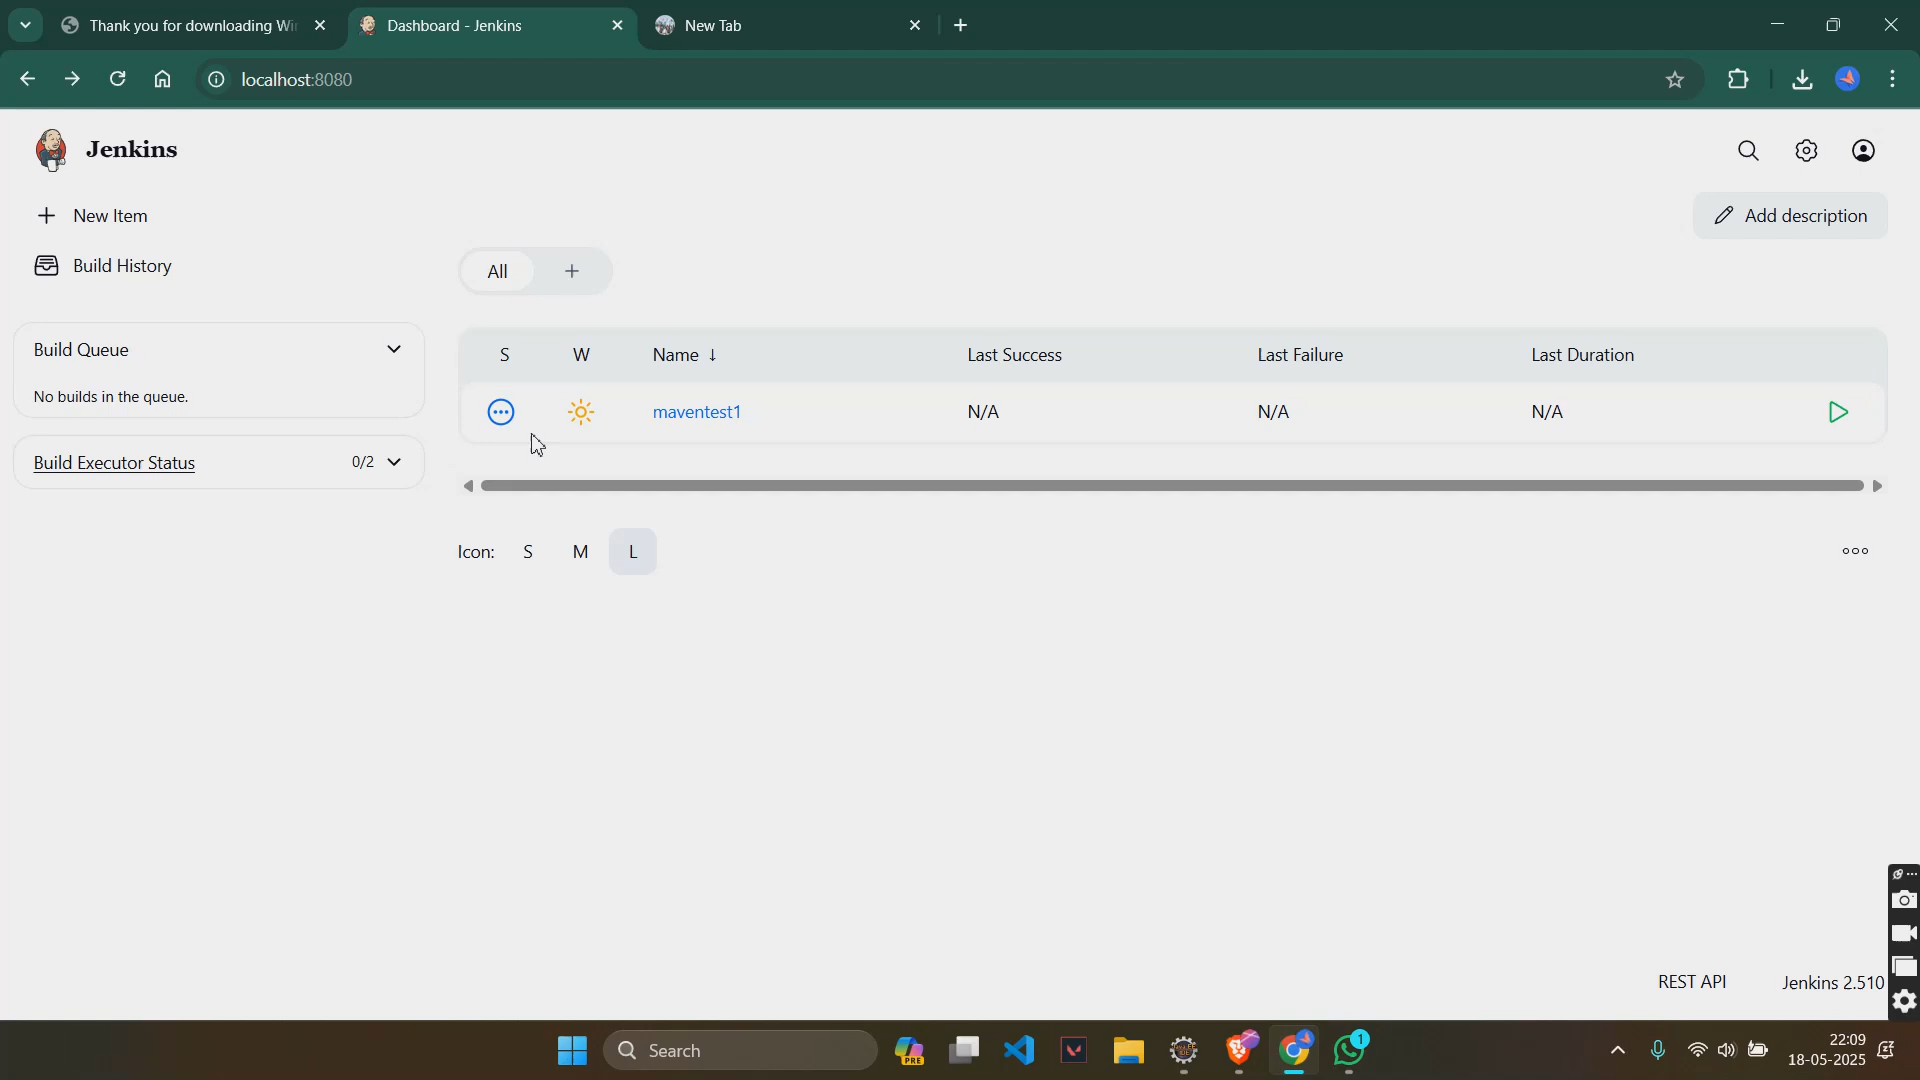 Thank you for downloading Wi
Dashboard - Jenkins
New Tab
localhost:8080
Jenkins
New Item
Add description
Build History
All
Build Queue
No builds in the queue.
Build Executor Status 0/2
S W Name ↓ Last Success Last Failure Last Duration
maventest1 N/A N/A N/A
Icon: S M L
REST API Jenkins 2.510
Search
PRE
1
22:09
18-05-2025